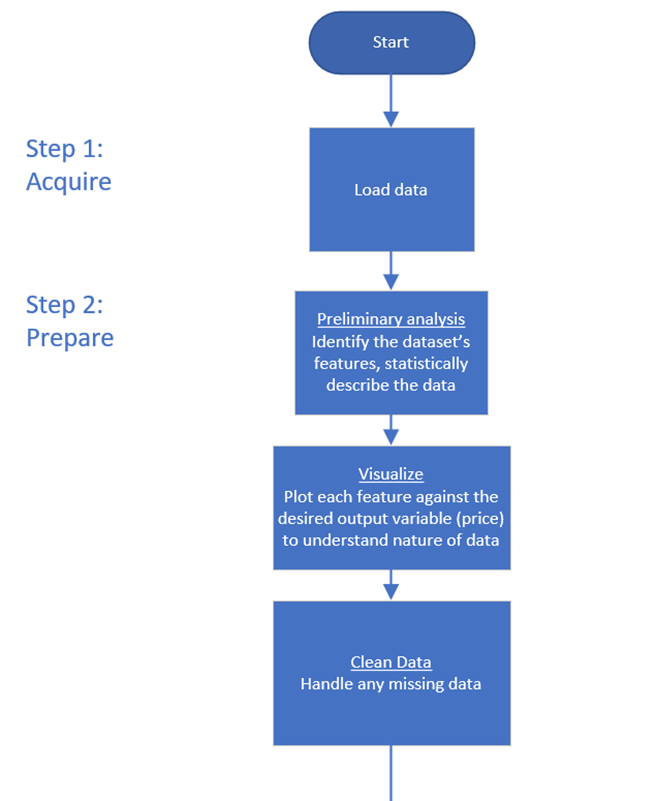 Start
Step 1:
Acquire
Load data
Step 2:
Prepare
Preliminary analysis
Identify the dataset’s
features, statistically
describe the data
Visualize
Plot each feature against the
desired output variable (price)
to understand nature of data
Clean Data
Handle any missing data